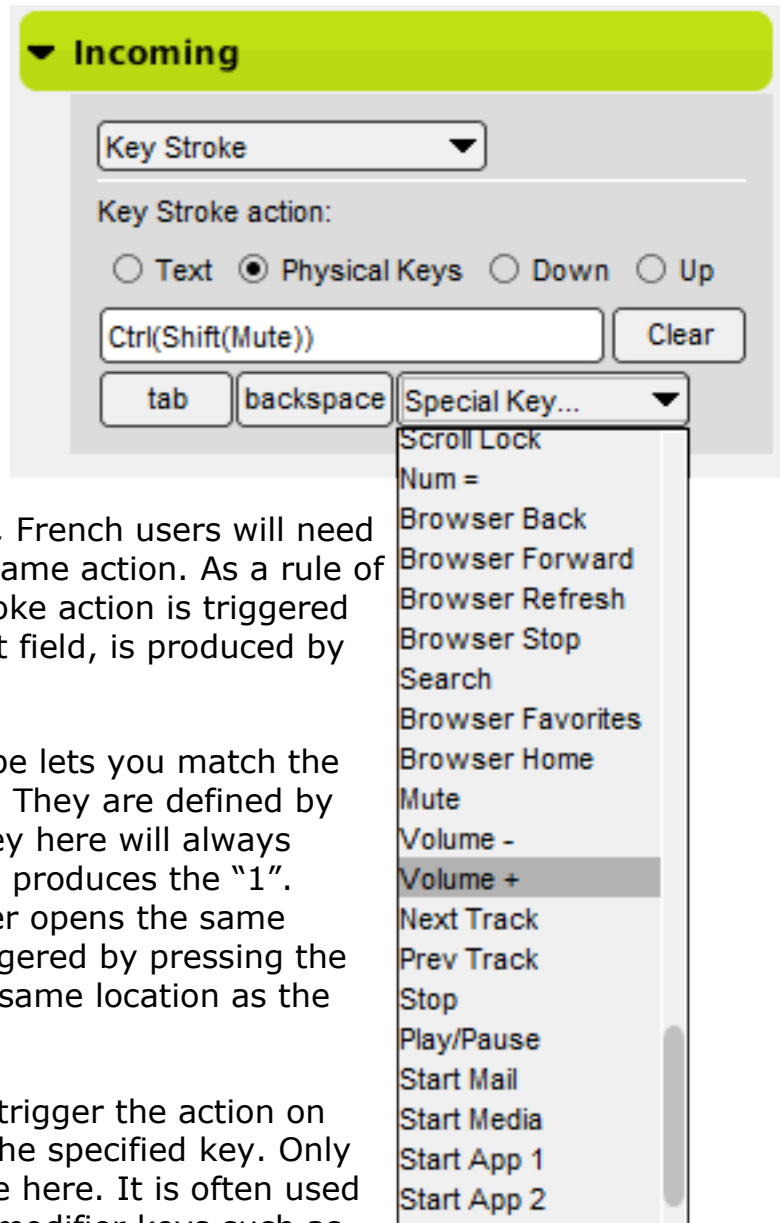 Incoming
Key Stroke
Key Stroke action:
Text Physical Keys Down Up
Ctrl(Shift(Mute)) Clear
tab backspace Special Key...
Scroll Lock
Num =
Browser Back
Browser Forward
Browser Refresh
Browser Stop
Search
Browser Favorites
Browser Home
Mute
Volume -
Volume +
Next Track
Prev Track
Stop
Play/Pause
Start Mail
Start Media
Start App 1
Start App 2
, French users will need
ame action. As a rule of
oke action is triggered
t field, is produced by
pe lets you match the
. They are defined by
ey here will always
produces the “1”.
er opens the same
ggered by pressing the
same location as the
trigger the action on
he specified key. Only
e here. It is often used
modifier keys such as